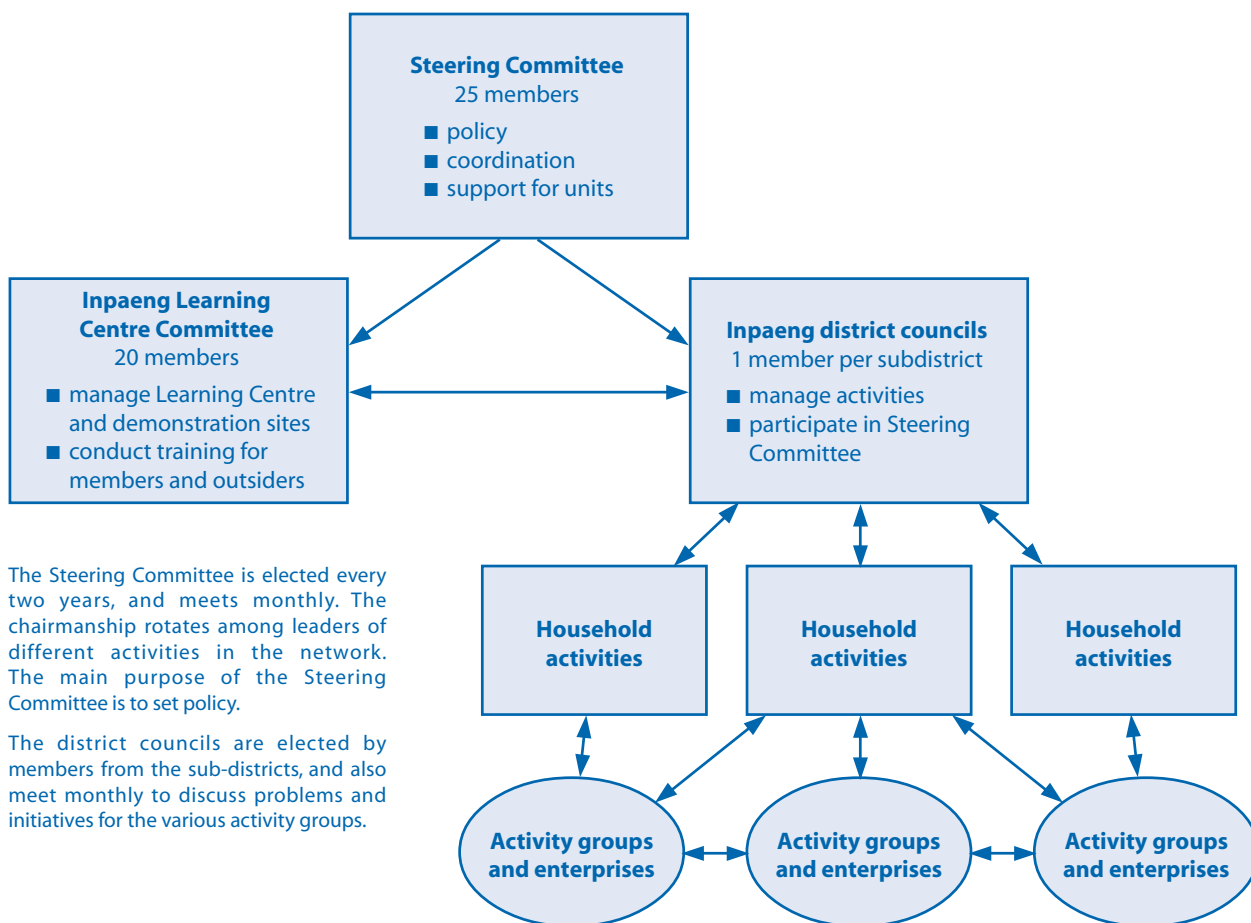 Steering Committee
25 members
■ policy
■ coordination
■ support for units
Inpaeng Learning
Centre Committee
20 members
■ manage Learning Centre
and demonstration sites
■ conduct training for
members and outsiders
Inpaeng district councils
1 member per subdistrict
■ manage activities
■ participate in Steering
Committee
The Steering Committee is elected every
two years, and meets monthly. The
chairmanship rotates among leaders of
different activities in the network.
The main purpose of the Steering
Committee is to set policy.
The district councils are elected by
members from the sub-districts, and also
meet monthly to discuss problems and
initiatives for the various activity groups.
Household
activities
Household
activities
Household
activities
Activity groups
and enterprises
Activity groups
and enterprises
Activity groups
and enterprises